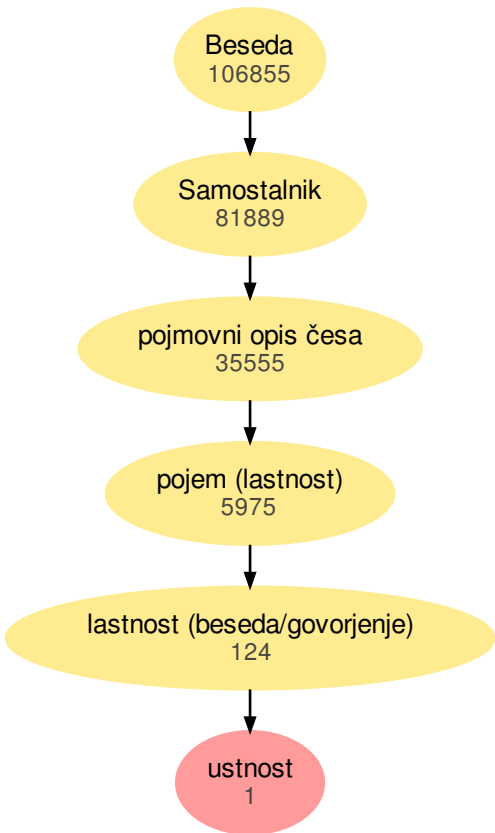 Beseda
106855
Samostalnik
81889
pojmovni opis česa
35555
pojem (lastnost)
5975
lastnost (beseda/govorjenje)
124
ustnost
1